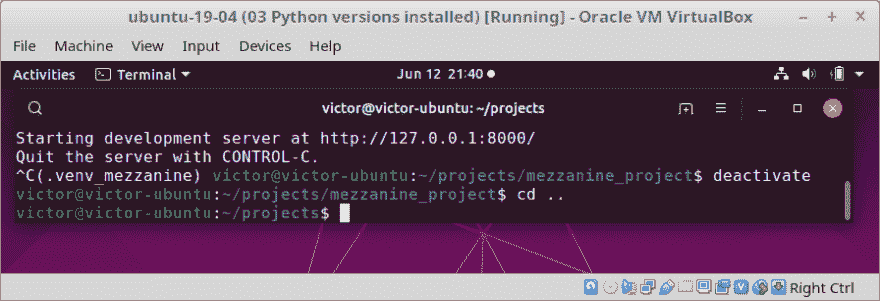 ubuntu-19-04 (03 Python versions installed) [Running] - Oracle VM VirtualBox
File Machine View Input Devices Help
Activities Terminal Jun 12 21:40
victor@victor-ubuntu: ~/projects
Starting development server at http://127.0.0.1:8000/
Quit the server with CONTROL-C.
^C(.venv_mezzanine) victor@victor-ubuntu:~/projects/mezzanine_project$ deactivate
victor@victor-ubuntu:~/projects/mezzanine_project$ cd ..
victor@victor-ubuntu:~/projects$
Right Ctrl